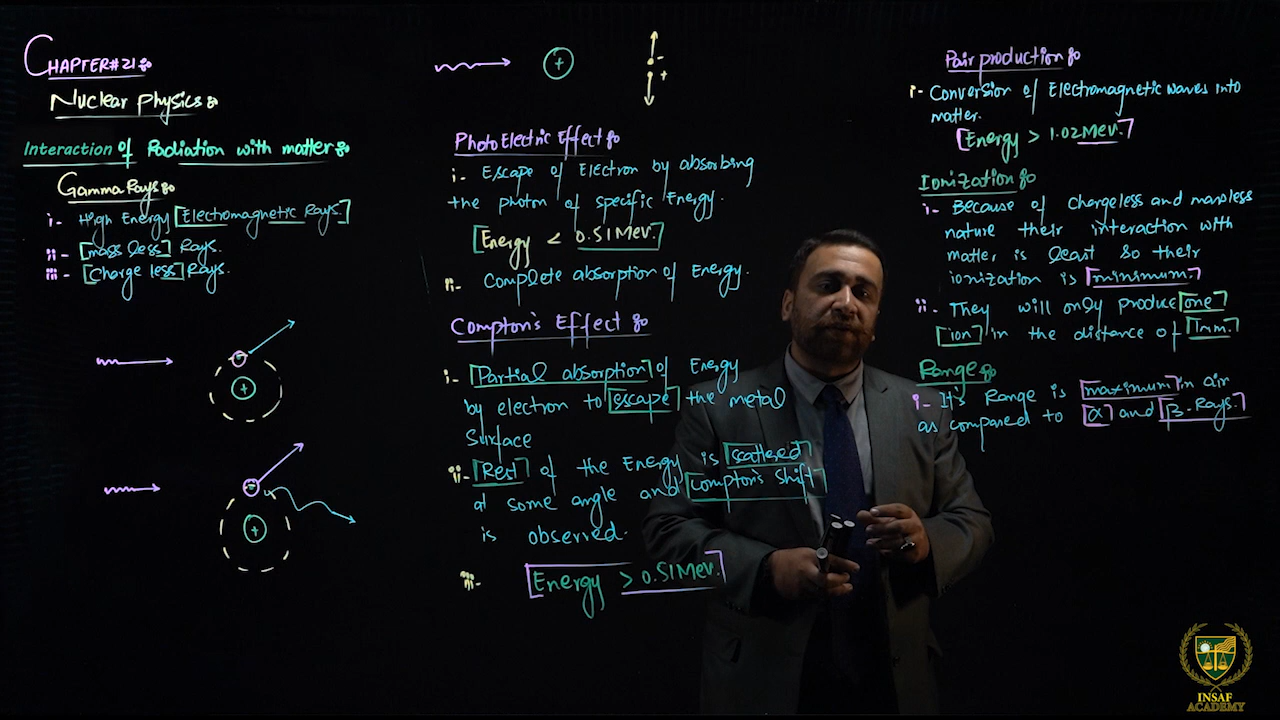 CHAPTER#21
Nuclear Physics
Interaction of Radiation with matter
Gamma Rays
i- High Energy [Electromagnetic Rays.]
ii- [mass less] Rays.
iii- [Charge less] Rays.
+
-
+
-
+
+
-
+
Photo Electric Effect
i- Escape of Electron by absorbing
the photon of specific Energy.
[Energy < 0.51Mev.]
ii- Complete absorption of Energy.
Compton's Effect
i- [Partial absorption] of Energy
by electron to [escape] the metal
Surface
ii- [Rest] of the Energy is [scattered]
at some angle and [compton's shift]
is observed.
iii- [Energy > 0.51Mev.]
Pair production
i- Conversion of Electromagnetic waves into
matter.
[Energy > 1.02Mev.]
Ionization
i- Because of chargeless and massless
nature their interaction with
matter is least so their
ionization is [minimum.]
ii- They will only produce [one]
[ion] in the distance of [1mm.]
Range
i- It's Range is [maximum] in air
as compared to [α] and [β-Rays.]
INSAF
ACADEMY